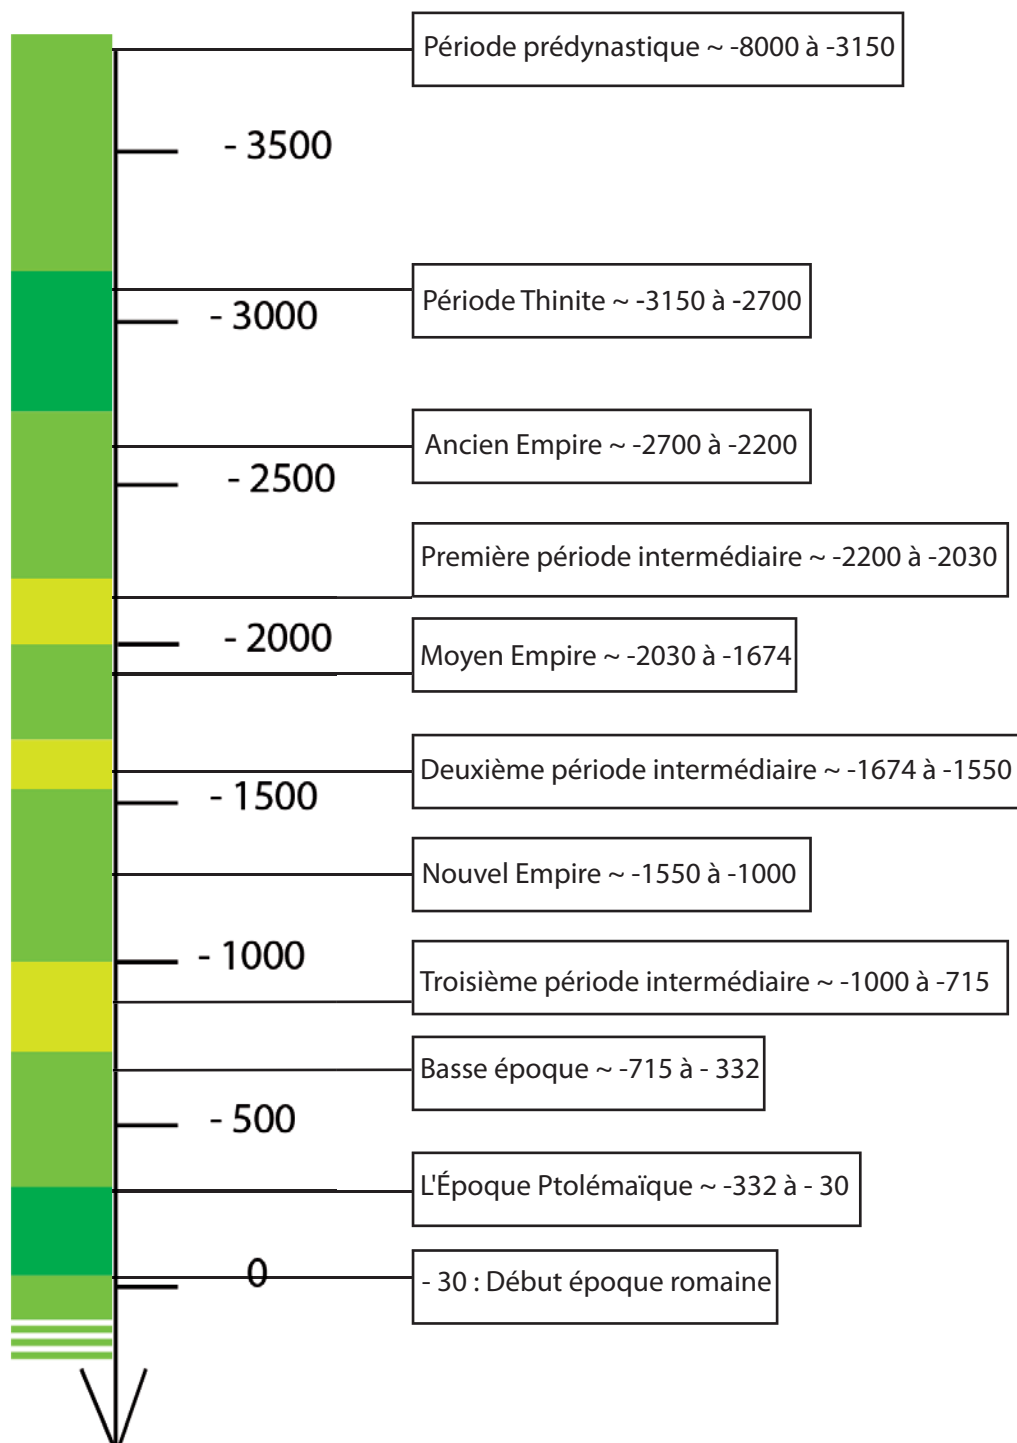 Période prédynastique ~ -8000 à -3150
- 3500
Période Thinite ~ -3150 à -2700
- 3000
Ancien Empire ~ -2700 à -2200
- 2500
Première période intermédiaire ~ -2200 à -2030
- 2000
Moyen Empire ~ -2030 à -1674
Deuxième période intermédiaire ~ -1674 à -1550
- 1500
Nouvel Empire ~ -1550 à -1000
- 1000
Troisième période intermédiaire ~ -1000 à -715
Basse époque ~ -715 à - 332
- 500
L'Époque Ptolémaïque ~ -332 à - 30
0
- 30 : Début époque romaine